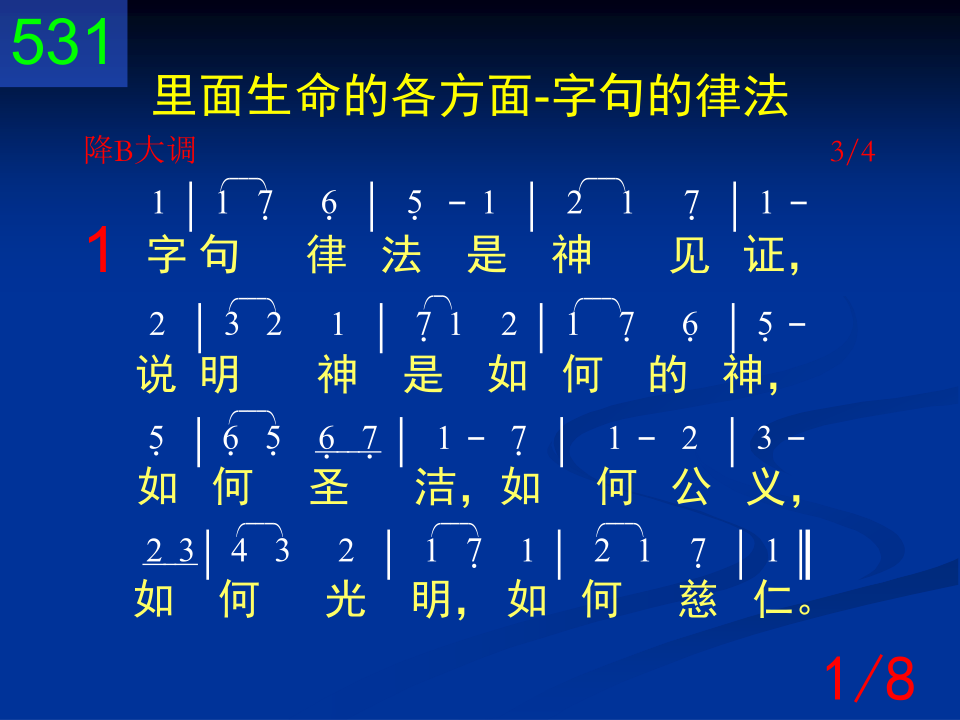 531
里面生命的各方面-字句的律法
降B大调 3/4
1 | 1 7̣ 6̣ | 5̣ - 1 | 2 1 7̣ | 1 -
1 字句 律 法 是 神 见 证，
2 | 3 2 1 | 7̣ 1 2 | 1 7̣ 6̣ | 5̣ -
说 明 神 是 如 何 的 神，
5̣ | 6̣ 5̣ 6̣ 7̣ | 1 - 7̣ | 1 - 2 | 3 -
如 何 圣 洁，如 何 公 义，
2 3 | 4 3 2 | 1 7̣ 1 | 2 1 7̣ | 1 ‖
如 何 光 明，如 何 慈 仁。
1/8